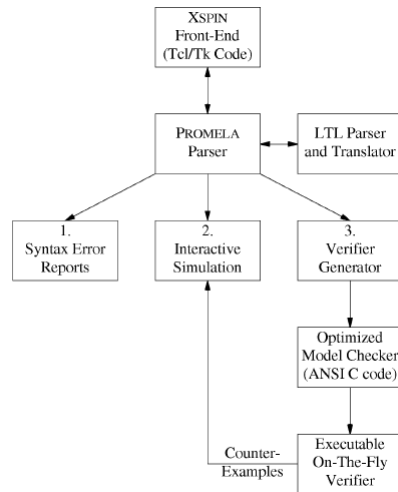 XSPIN
Front-End
(Tcl/Tk Code)
PROMELA
Parser
LTL Parser
and Translator
1.
Syntax Error
Reports
2.
Interactive
Simulation
3.
Verifier
Generator
Optimized
Model Checker
(ANSI C code)
Counter-
Examples
Executable
On-The-Fly
Verifier